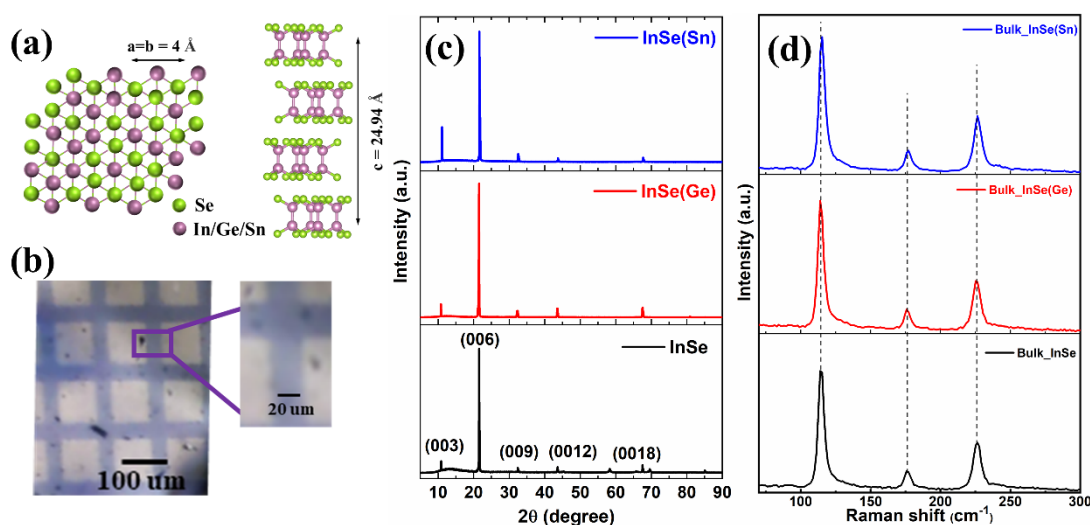 (a)
a=b = 4 Å
c = 24.94 Å
Se
In/Ge/Sn
(b)
100 um
20 um
(c)
InSe(Sn)
InSe(Ge)
InSe
(006)
(003)
(009)
(0012)
(0018)
Intensity (a.u.)
10 20 30 40 50 60 70 80 90
2θ (degree)
(d)
Bulk_InSe(Sn)
Bulk_InSe(Ge)
Bulk_InSe
Intensity (a.u.)
100 150 200 250 300
Raman shift (cm-1)